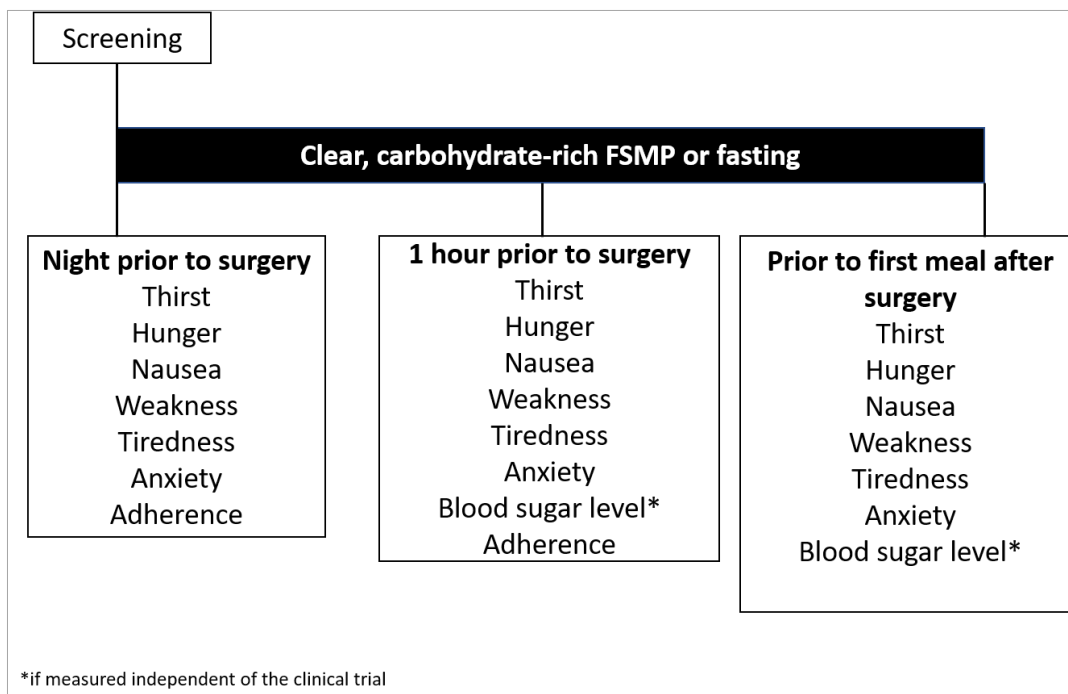 Screening
Clear, carbohydrate-rich FSMP or fasting
Night prior to surgery
Thirst
Hunger
Nausea
Weakness
Tiredness
Anxiety
Adherence
1 hour prior to surgery
Thirst
Hunger
Nausea
Weakness
Tiredness
Anxiety
Blood sugar level*
Adherence
Prior to first meal after
surgery
Thirst
Hunger
Nausea
Weakness
Tiredness
Anxiety
Blood sugar level*
*if measured independent of the clinical trial